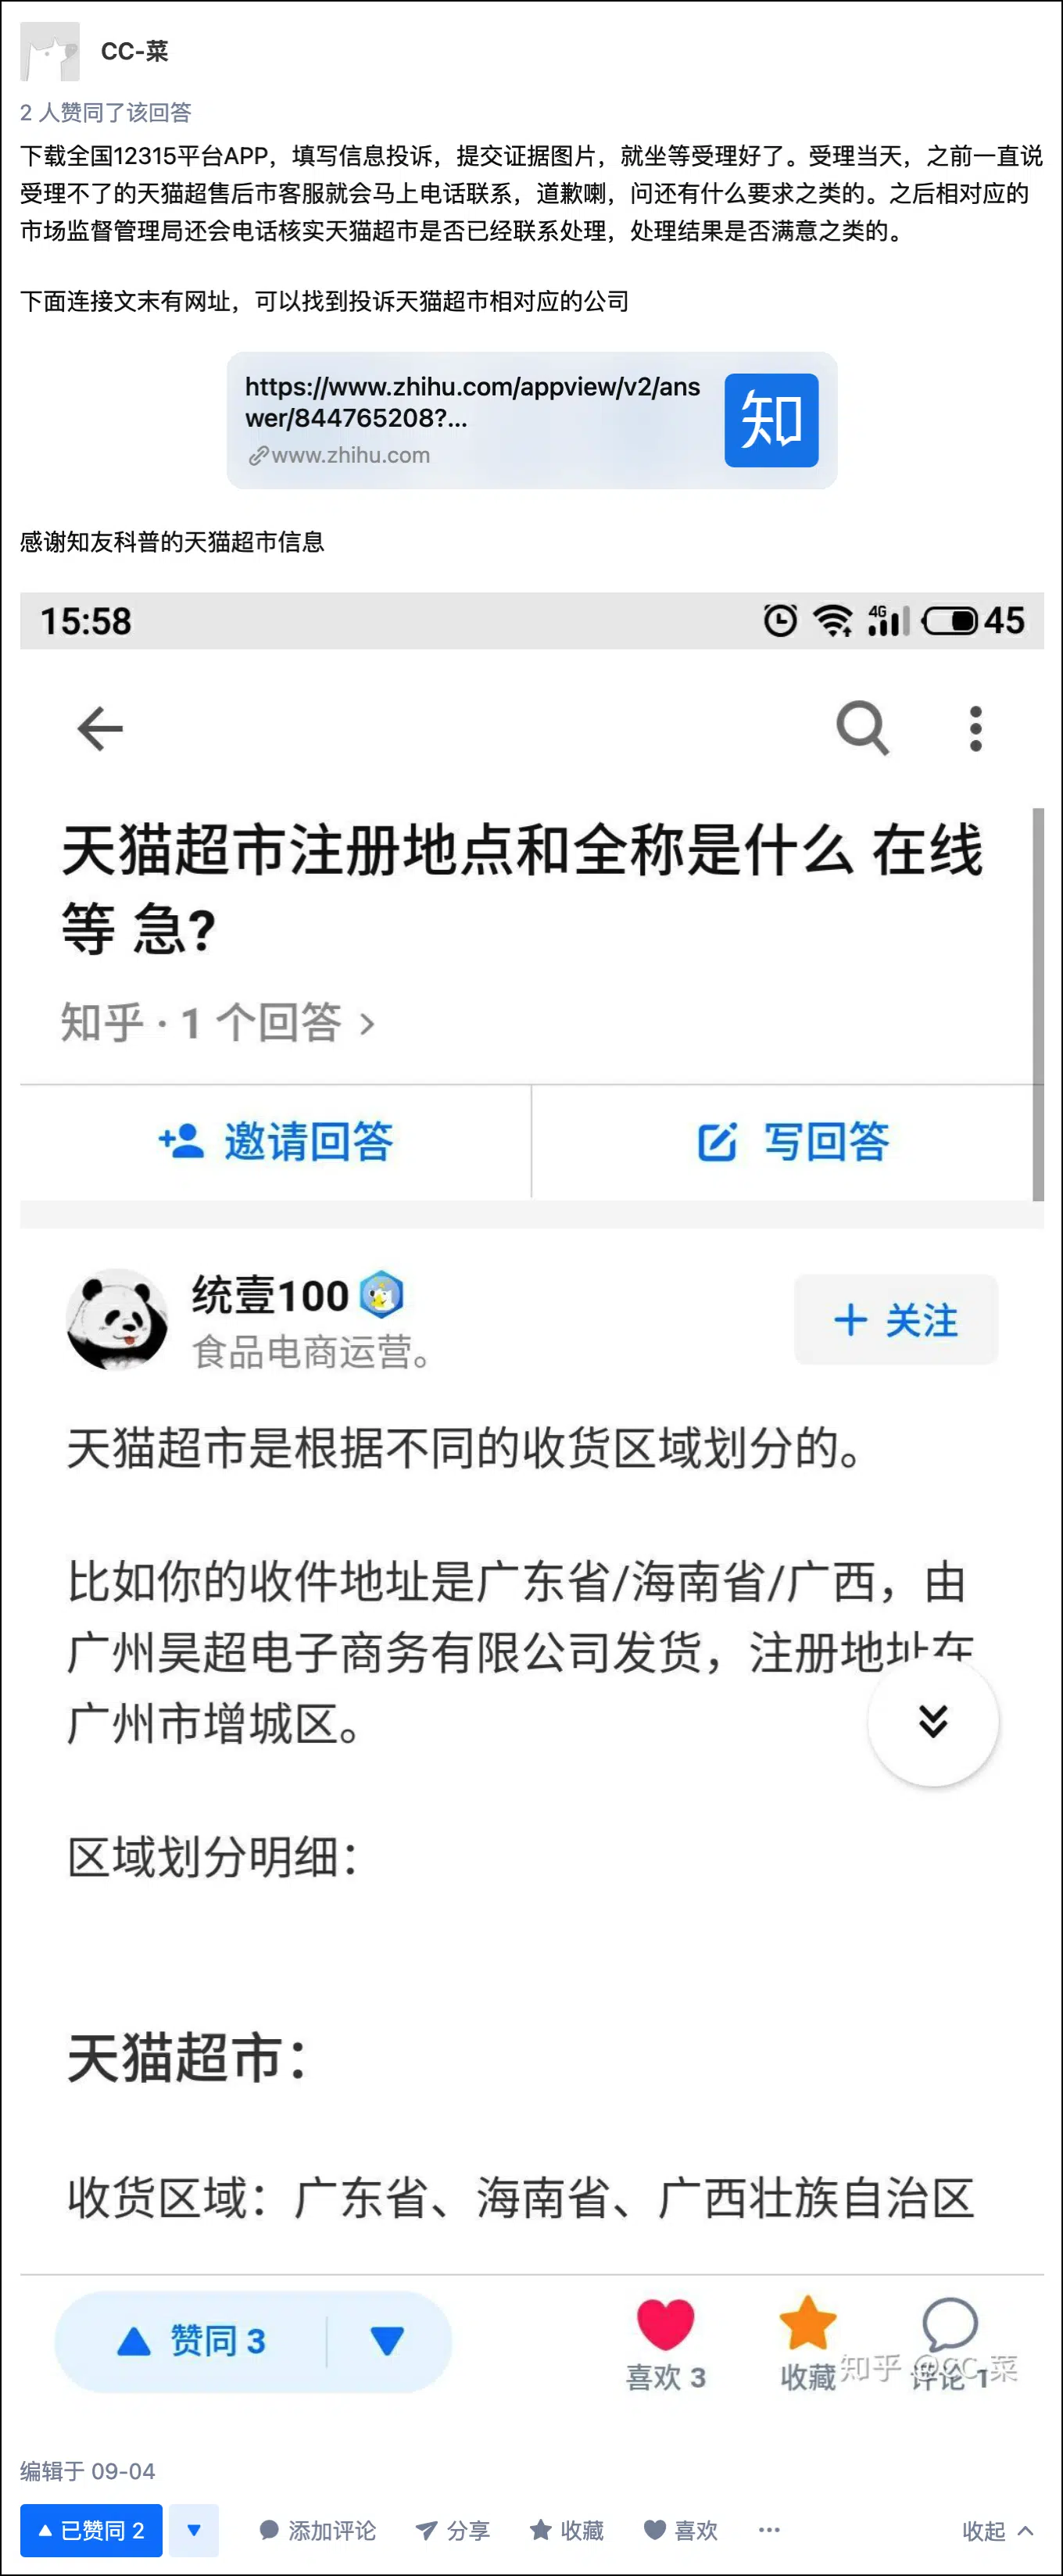 CC-菜
2 人赞同了该回答
下载全国12315平台APP，填写信息投诉，提交证据图片，就坐等受理好了。受理当天，之前一直说
受理不了的天猫超售后市客服就会马上电话联系，道歉喇，问还有什么要求之类的。之后相对应的
市场监督管理局还会电话核实天猫超市是否已经联系处理，处理结果是否满意之类的。
下面连接文末有网址，可以找到投诉天猫超市相对应的公司
https://www.zhihu.com/appview/v2/ans
wer/844765208?...
知
www.zhihu.com
感谢知友科普的天猫超市信息
15:58
4G
45
天猫超市注册地点和全称是什么 在线
等 急?
知乎 · 1 个回答 >
邀请回答
写回答
统壹100
食品电商运营。
+ 关注
天猫超市是根据不同的收货区域划分的。
比如你的收件地址是广东省/海南省/广西，由
广州昊超电子商务有限公司发货，注册地址在
广州市增城区。
区域划分明细：
天猫超市：
收货区域：广东省、海南省、广西壮族自治区
赞同 3
喜欢 3
收藏
评论 1
知乎 @CC-菜
编辑于 09-04
已赞同 2
添加评论
分享
收藏
喜欢
···
收起